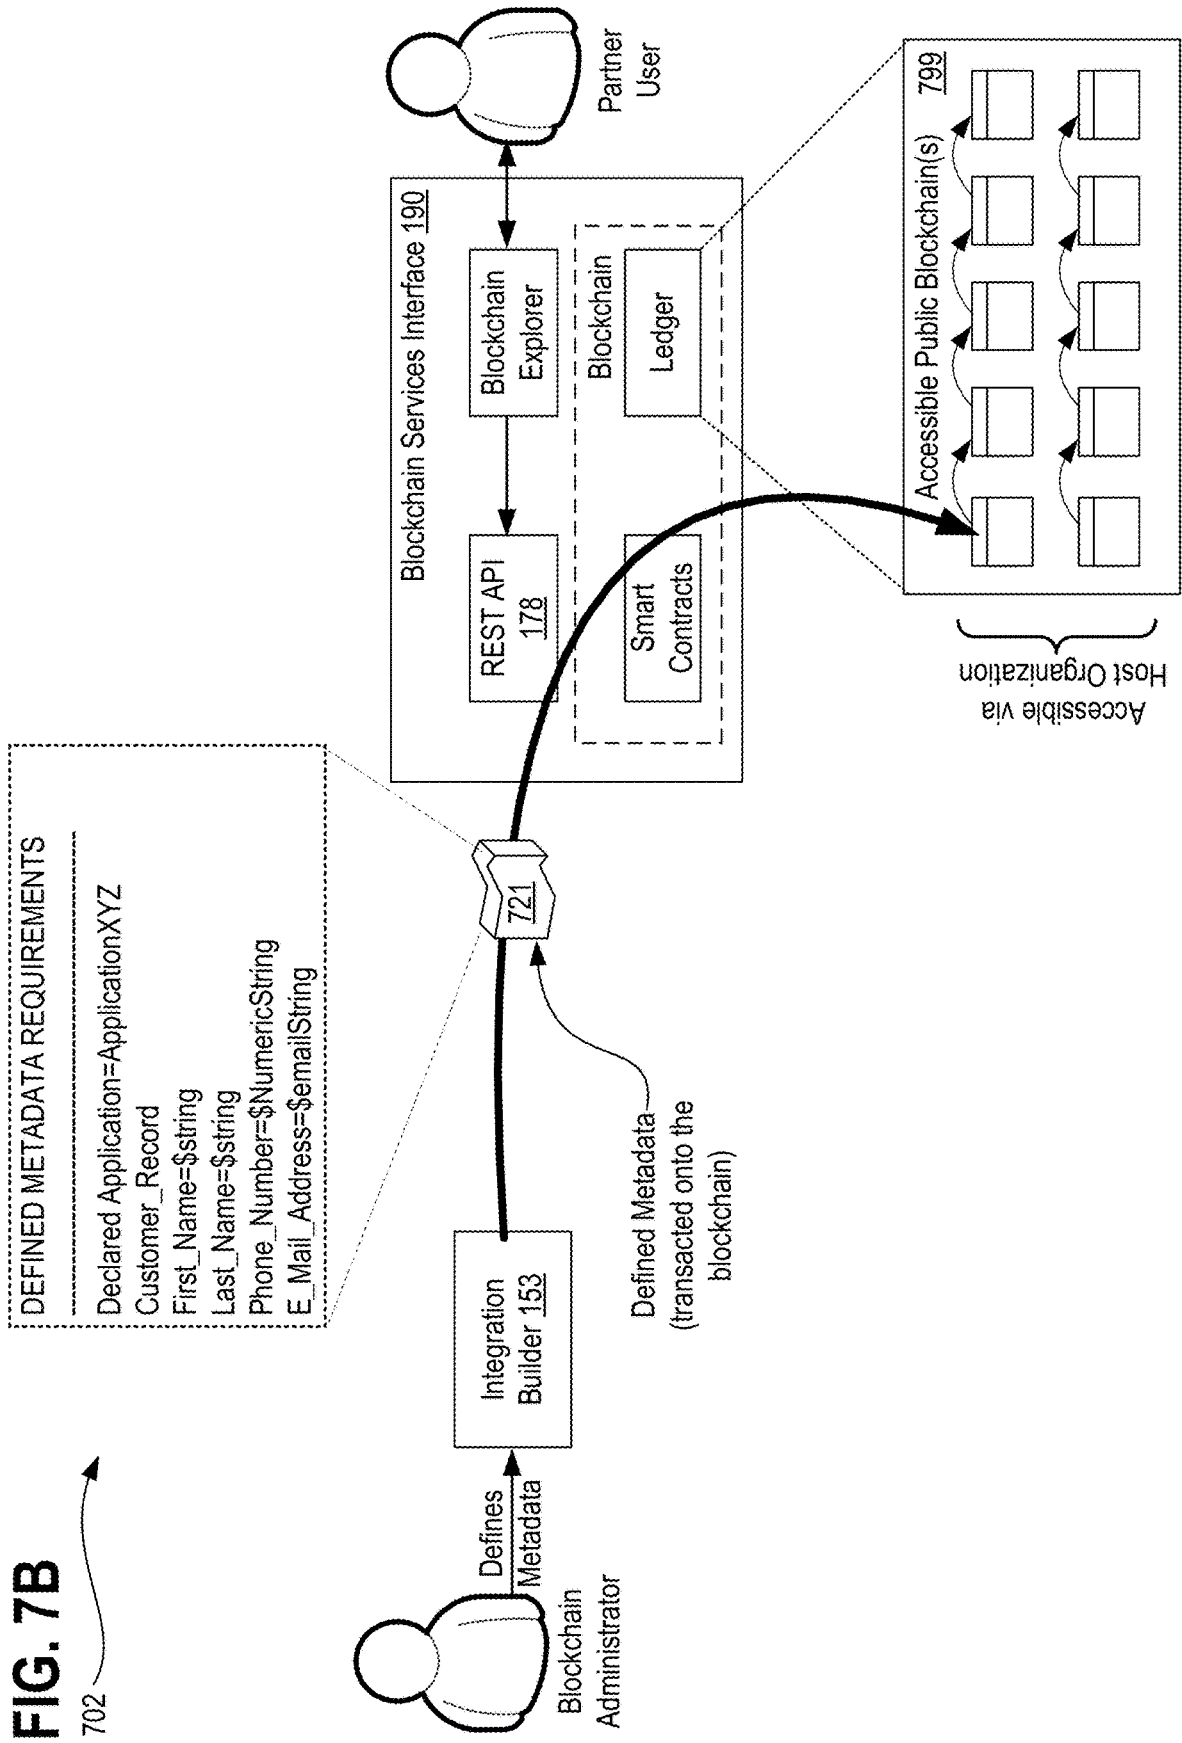 FIG. 7B
702
DEFINED METADATA REQUIREMENTS
Declared Application=ApplicationXYZ
Customer_Record
First_Name=$string
Last_Name=$string
Phone_Number=$NumericString
E_Mail_Address=$emailString
Blockchain
Administrator
Defines
Metadata
Integration
Builder 153
721
Defined Metadata
(transacted onto the
blockchain)
Blockchain Services Interface 190
REST API
178
Blockchain
Explorer
Blockchain
Smart
Contracts
Ledger
Partner
User
Accessible Public Blockchain(s) 799
Accessible via
Host Organization